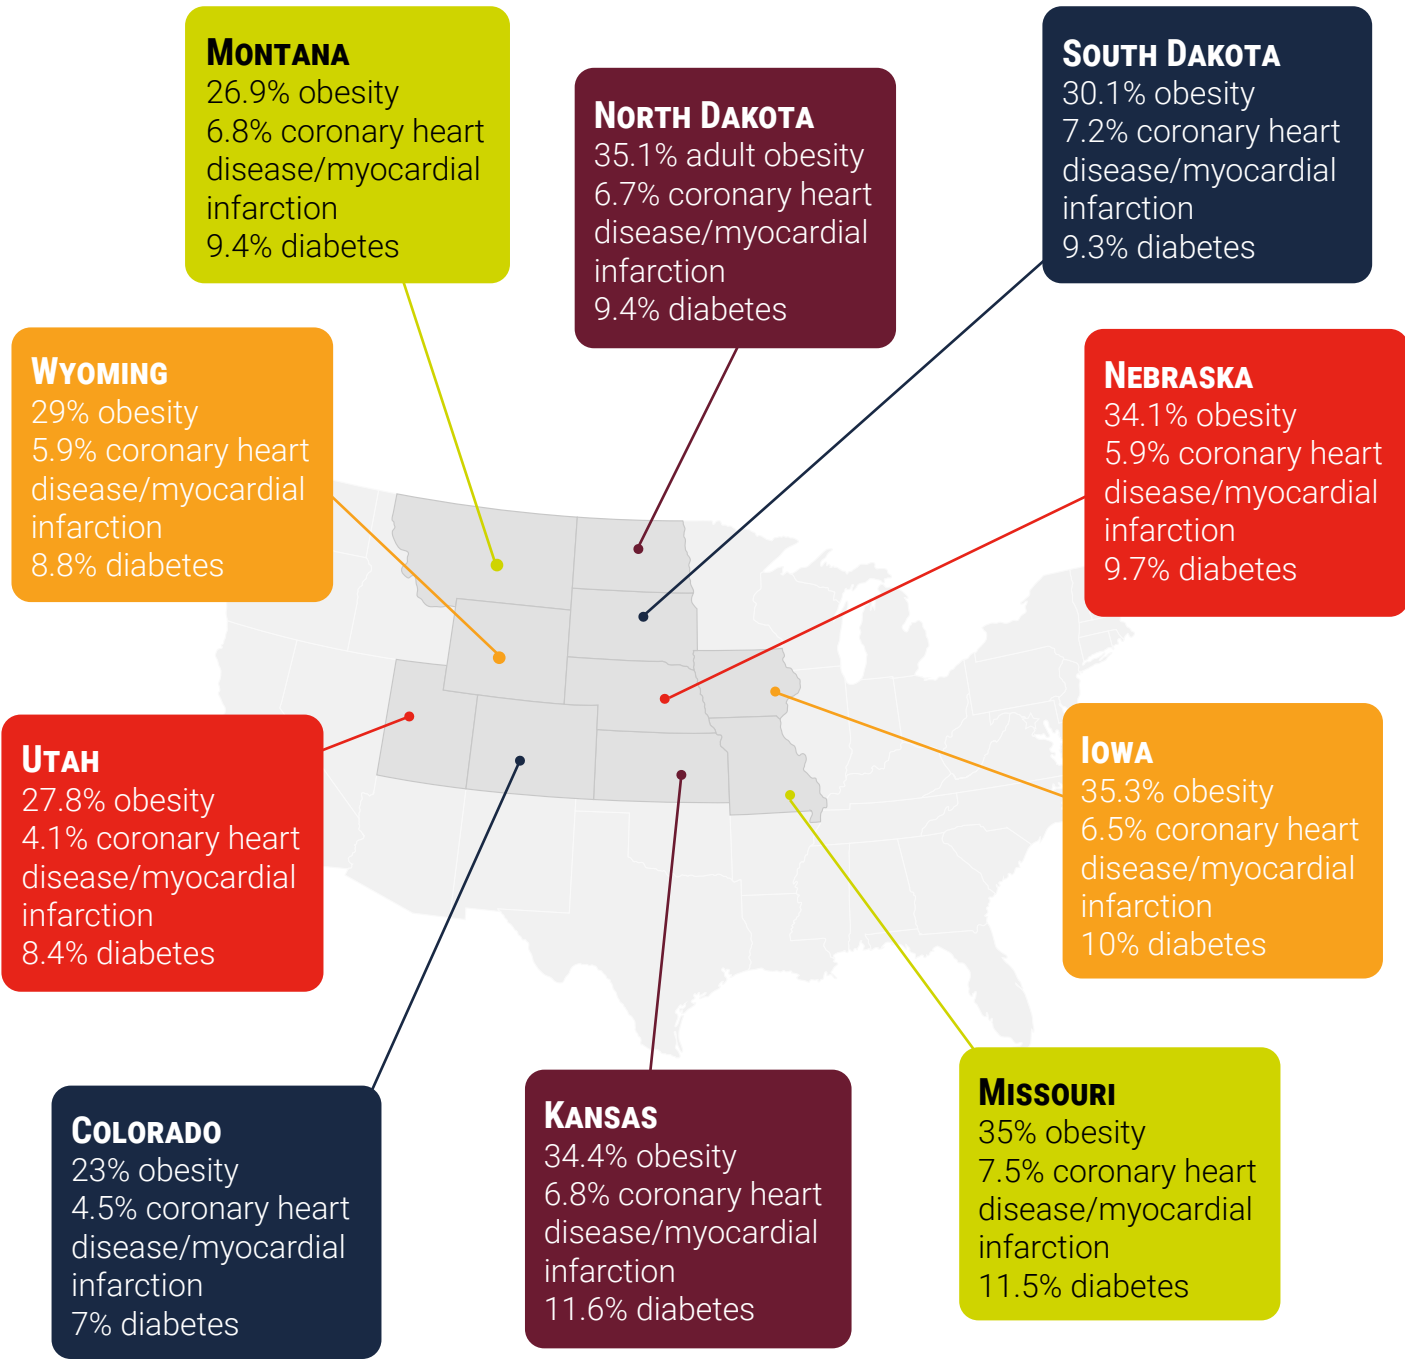 MONTANA
26.9% obesity
6.8% coronary heart
disease/myocardial
infarction
9.4% diabetes
NORTH DAKOTA
35.1% adult obesity
6.7% coronary heart
disease/myocardial
infarction
9.4% diabetes
SOUTH DAKOTA
30.1% obesity
7.2% coronary heart
disease/myocardial
infarction
9.3% diabetes
WYOMING
29% obesity
5.9% coronary heart
disease/myocardial
infarction
8.8% diabetes
NEBRASKA
34.1% obesity
5.9% coronary heart
disease/myocardial
infarction
9.7% diabetes
UTAH
27.8% obesity
4.1% coronary heart
disease/myocardial
infarction
8.4% diabetes
IOWA
35.3% obesity
6.5% coronary heart
disease/myocardial
infarction
10% diabetes
COLORADO
23% obesity
4.5% coronary heart
disease/myocardial
infarction
7% diabetes
KANSAS
34.4% obesity
6.8% coronary heart
disease/myocardial
infarction
11.6% diabetes
MISSOURI
35% obesity
7.5% coronary heart
disease/myocardial
infarction
11.5% diabetes